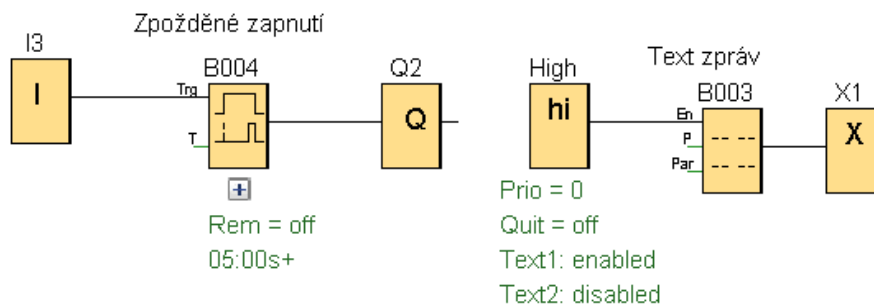 Zpožděné zapnutí
I3
B004
Q2
High
Text zpráv
B003
X1
I
Trg
T
Q
hi
En
P
Par
X
Rem = off
05:00s+
Prio = 0
Quit = off
Text1: enabled
Text2: disabled